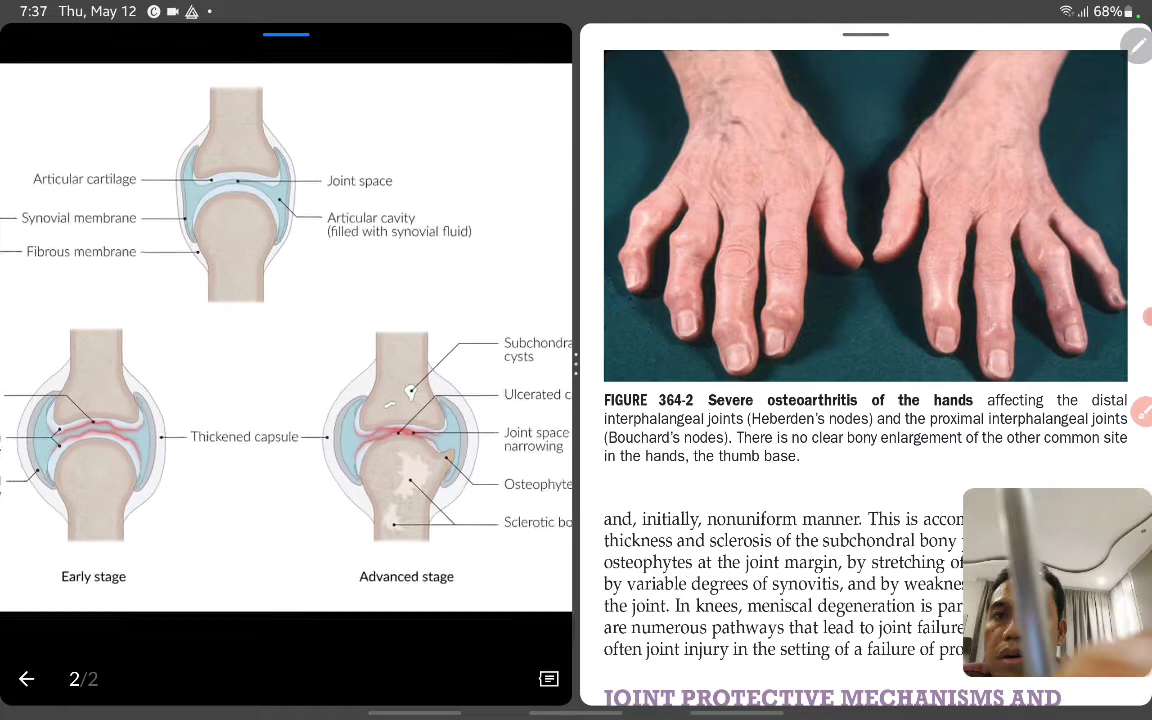 7:37 Thu, May 12
68%
Articular cartilage
Joint space
Synovial membrane
Articular cavity
(filled with synovial fluid)
Fibrous membrane
Subchondra
cysts
Ulcerated c
Thickened capsule
Joint space
narrowing
Osteophyte
Sclerotic bo
Early stage
Advanced stage
2/2
FIGURE 364-2 Severe osteoarthritis of the hands affecting the distal
interphalangeal joints (Heberden's nodes) and the proximal interphalangeal joints
(Bouchard's nodes). There is no clear bony enlargement of the other common site
in the hands, the thumb base.
and, initially, nonuniform manner. This is accom
thickness and sclerosis of the subchondral bony
osteophytes at the joint margin, by stretching of
by variable degrees of synovitis, and by weaknes
the joint. In knees, meniscal degeneration is par
are numerous pathways that lead to joint failure
often joint injury in the setting of a failure of pro
JOINT PROTECTIVE MECHANISMS AND